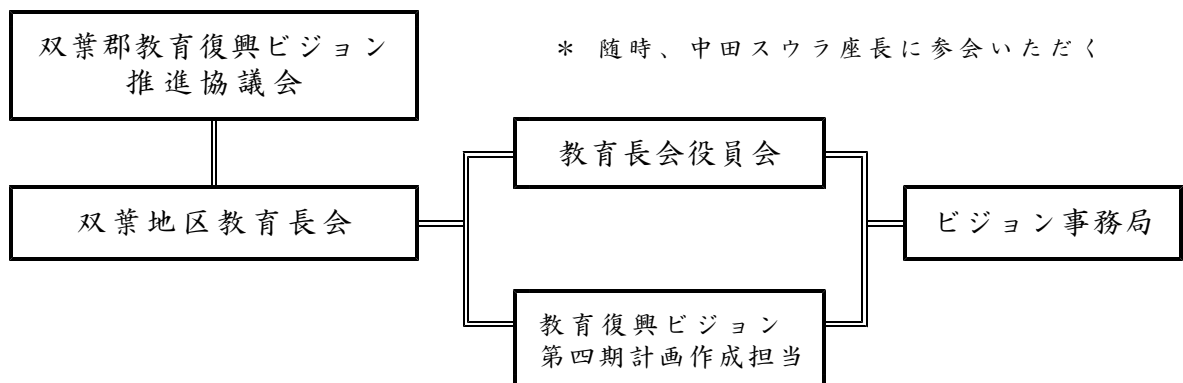 双葉郡教育復興ビジョン
推進協議会
＊ 随時、中田スウラ座長に参会いただく
教育長会役員会
双葉地区教育長会
ビジョン事務局
教育復興ビジョン
第四期計画作成担当